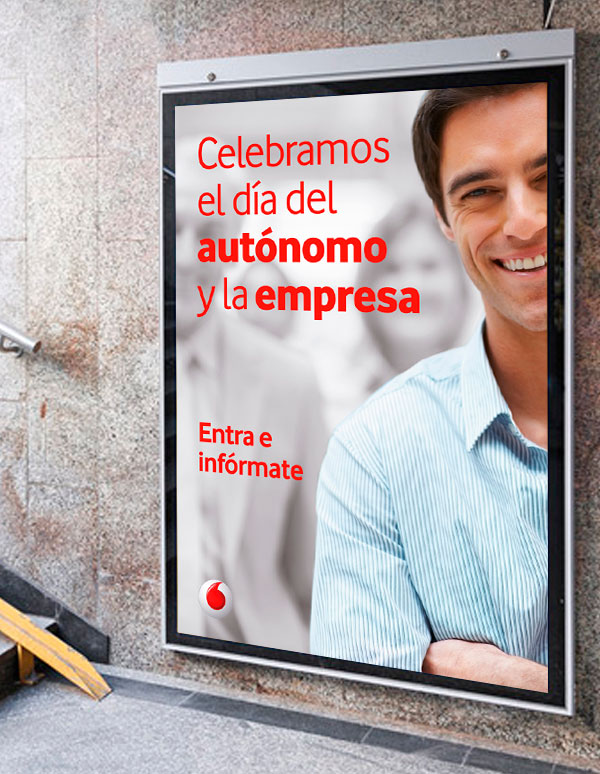 Celebramos
el día del
autónomo
y la empresa
Entra e
infórmate